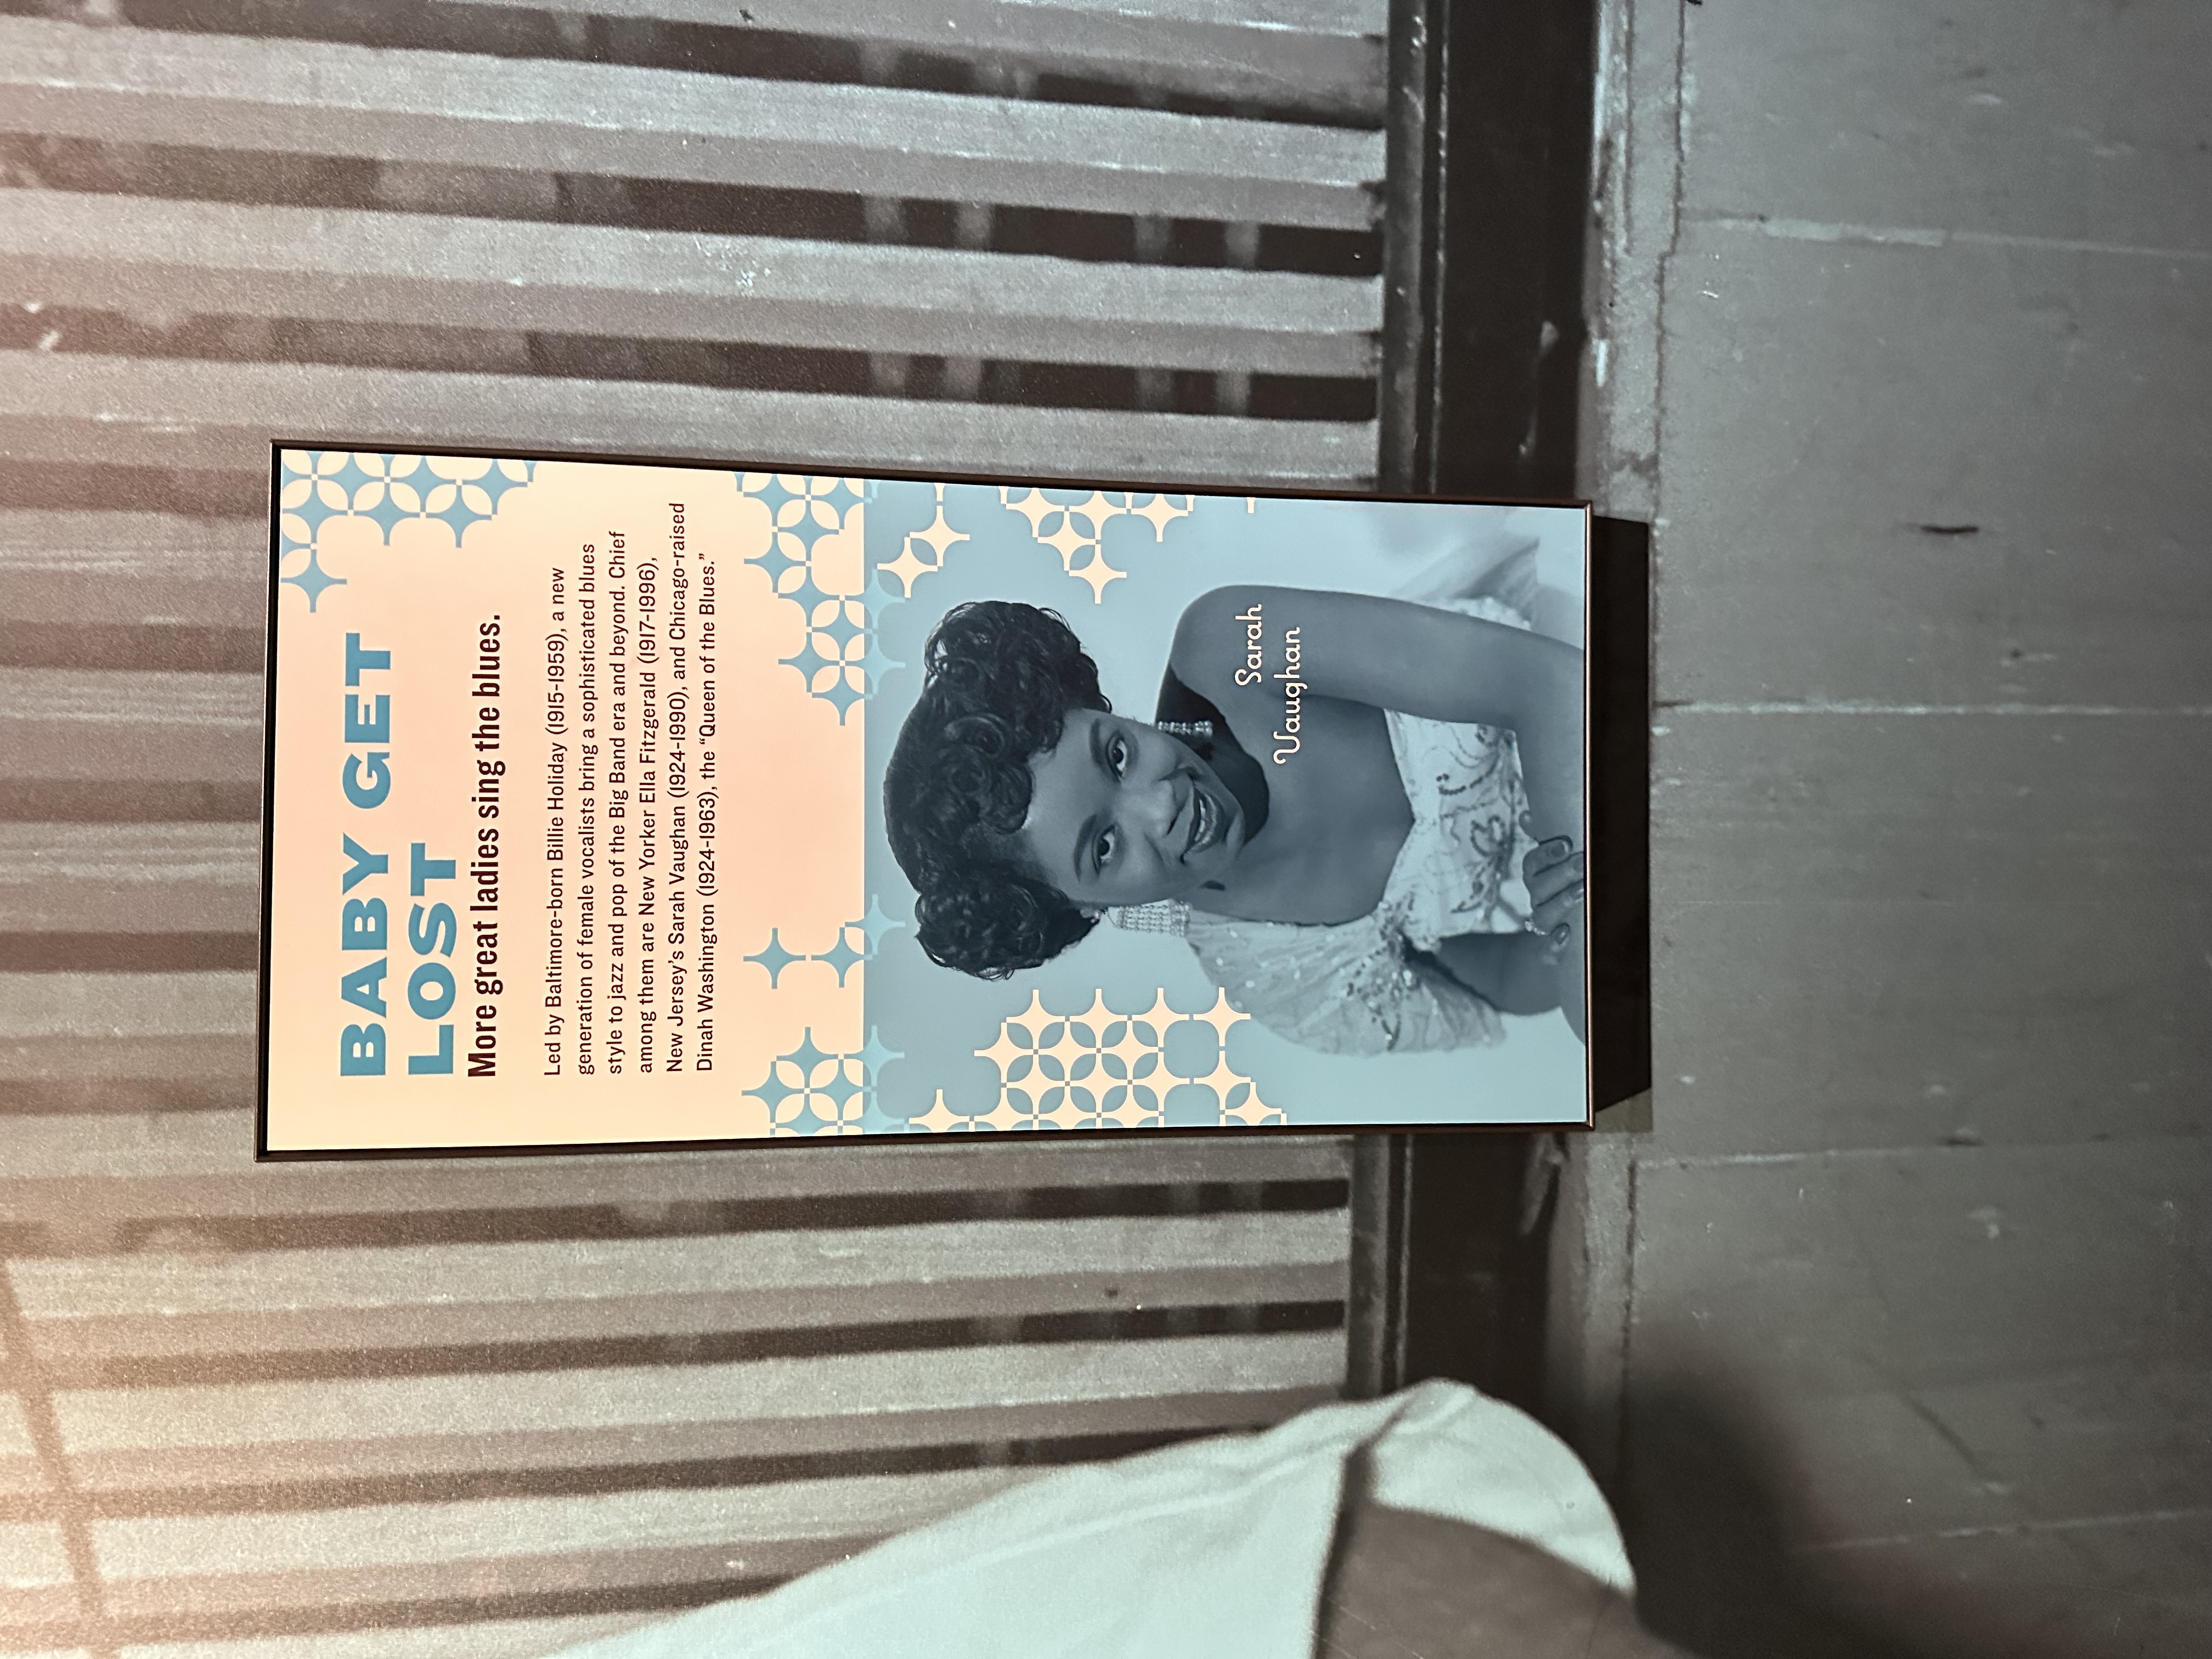 BABY GET
LOST
More great ladies sing the blues.
Led by Baltimore-born Billie Holiday (1915-1959), a new
generation of female vocalists bring a sophisticated blues
style to jazz and pop of the Big Band era and beyond. Chief
among them are New Yorker Ella Fitzgerald (1917-1996),
New Jersey's Sarah Vaughan (1924-1990), and Chicago-raised
Dinah Washington (1924-1963), the “Queen of the Blues.”
Sarah
Vaughan